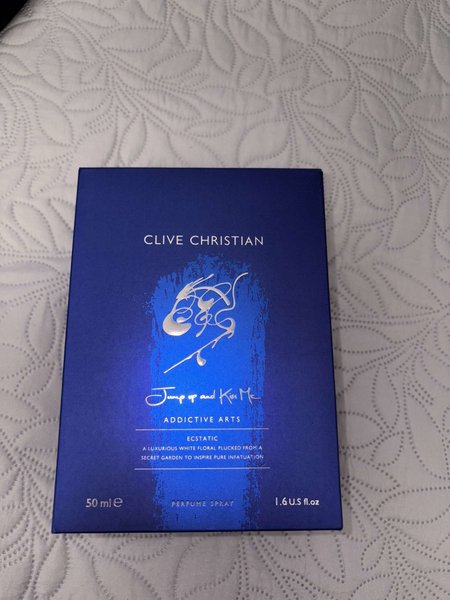 CLIVE CHRISTIAN
Jump up and Kiss Me
ADDICTIVE ARTS
ECSTATIC
A LUXURIOUS WHITE FLORAL PLUCKED FROM A
SECRET GARDEN TO INSPIRE PURE INFATUATION
50 ml ℮
PERFUME SPRAY
1.6 U.S fl.oz